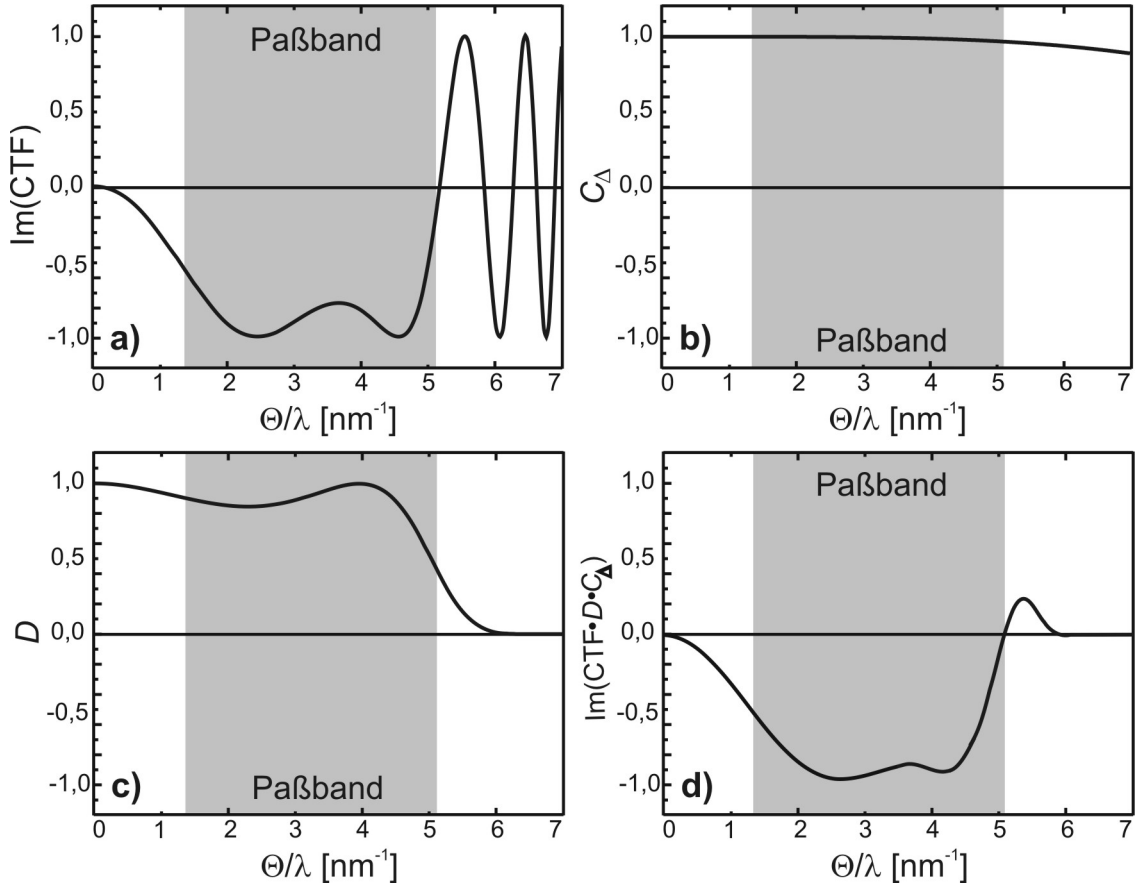 Paßband
1,0
0,5
0,0
-0,5
-1,0
Im(CTF)
a)
0 1 2 3 4 5 6 7
Θ/λ [nm⁻¹]
1,0
0,5
0,0
-0,5
-1,0
C_Δ
Paßband
b)
0 1 2 3 4 5 6 7
Θ/λ [nm⁻¹]
1,0
0,5
0,0
-0,5
-1,0
D
c)
Paßband
0 1 2 3 4 5 6 7
Θ/λ [nm⁻¹]
Paßband
1,0
0,5
0,0
-0,5
-1,0
Im(CTF•D•C_Δ)
d)
0 1 2 3 4 5 6 7
Θ/λ [nm⁻¹]